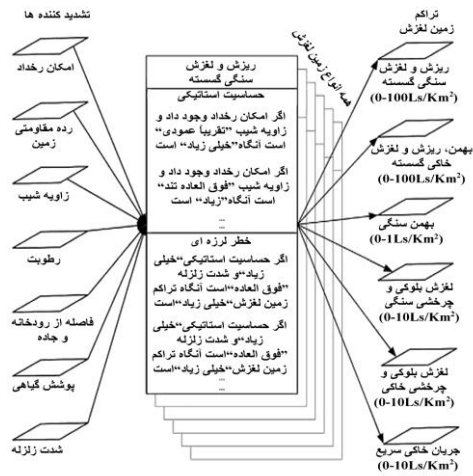 تشدید کننده ها
امکان رخداد
رده مقاومتی
زمین
زاویه شیب
رطوبت
فاصله از رودخانه
و جاده
پوشش گیاهی
شدت زلزله
همه انواع زمین لغزش
ریزش و لغزش
سنگی گسسته
حساسیت استاتیکی
اگر امکان رخداد وجود داد و
زاویه شیب "تقریبا عمودی"
است آنگاه"خیلی زیاد" است
اگر امکان رخداد وجود داد و
زاویه شیب "فوق العاده تند"
است آنگاه"زیاد" است
...
خطر لرزه ای
اگر حساسیت استاتیکی"خیلی
زیاد"و شدت زلزله
"فوق العاده"است آنگاه تراکم
زمین لغزش"خیلی زیاد"است
اگر حساسیت استاتیکی"خیلی
زیاد"و شدت زلزله
"فوق العاده"است آنگاه تراکم
زمین لغزش"خیلی زیاد"است
...
تراکم
زمین لغزش
ریزش و لغزش
سنگی گسسته
(0-100Ls/Km²)
بهمن، ریزش و لغزش
خاکی گسسته
(0-100Ls/Km²)
بهمن سنگی
(0-1Ls/Km²)
لغزش بلوکی و
چرخشی سنگی
(0-10Ls/Km²)
لغزش بلوکی و
چرخشی خاکی
(0-10Ls/Km²)
جریان خاکی سریع
(0-10Ls/Km²)